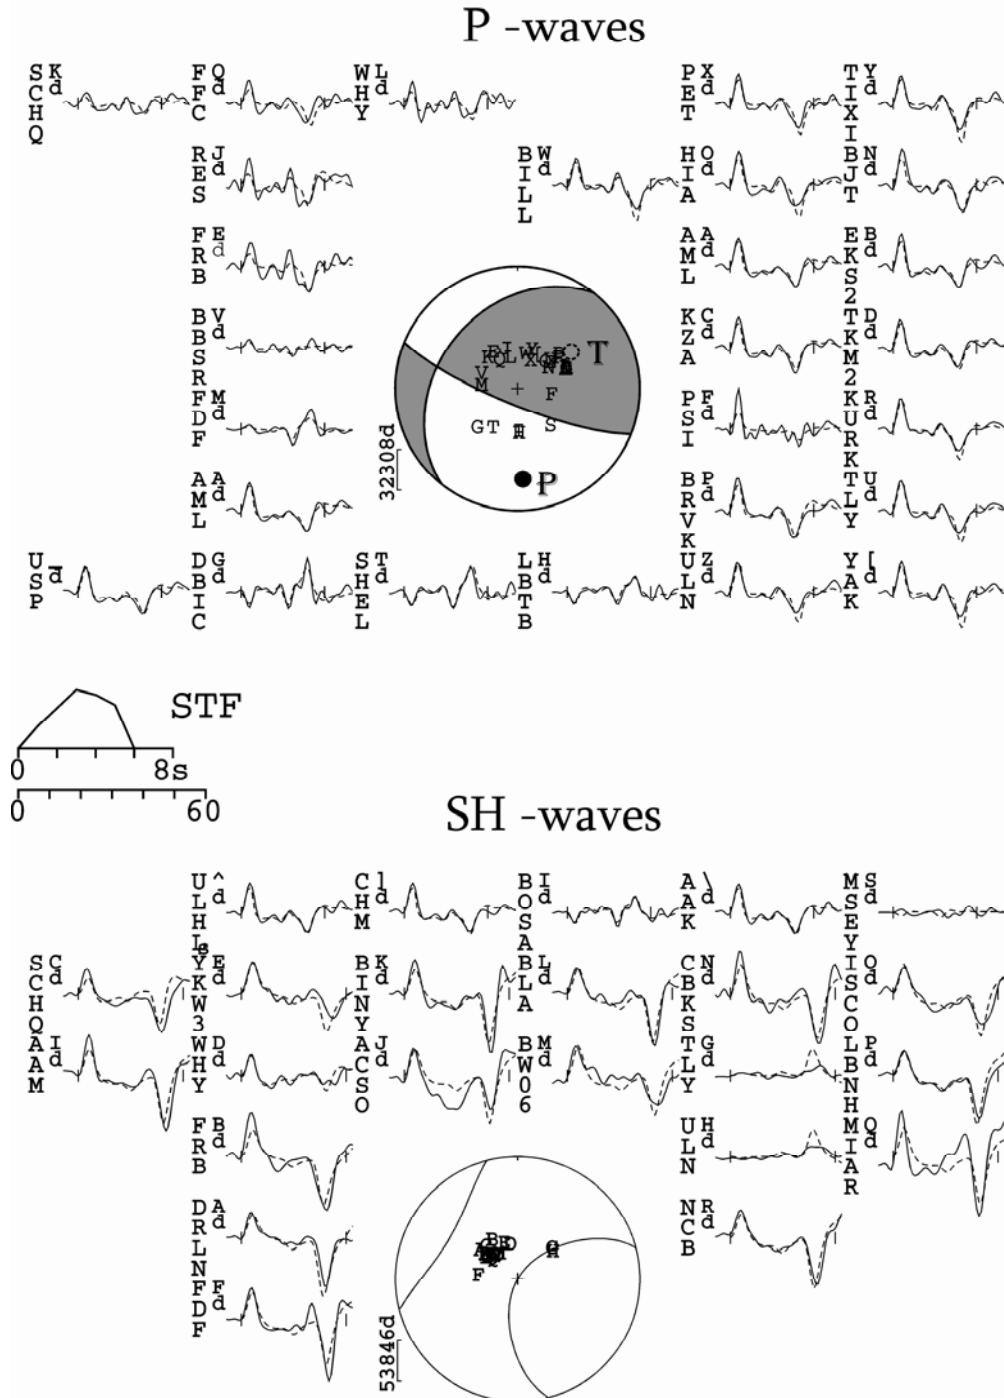 P -waves
SCHQ K d
FFC Q d
WHY L d
PET X d
TIXI Y d
RES J d
BILL W d
HIA O d
BJT N d
FRB E d
AML A d
EKS2 B d
BBSR V d
KZA C d
TKM2 D d
T
FDF M d
PSI F d
KURK R d
G T S
32308d
P
AML A d
BRVK P d
TLY U d
USP d
DBIC G d
SHEL T d
LBTB H d
ULN Z d
YAK [ d
STF
0 8s
0 60
SH -waves
ULHL ^ d
CHM ] d
BOSA I d
AAK \ d
MSEY S d
SCHQ C d
YKW3 E d
BINY K d
BLA L d
CBKS N d
ISCO O d
AAM I d
WHY D d
ACSO J d
BW06 M d
TLY G d
LBNH P d
FRB B d
ULN H d
MIAR Q d
DRLN A d
NCB R d
FDF F d
53846d